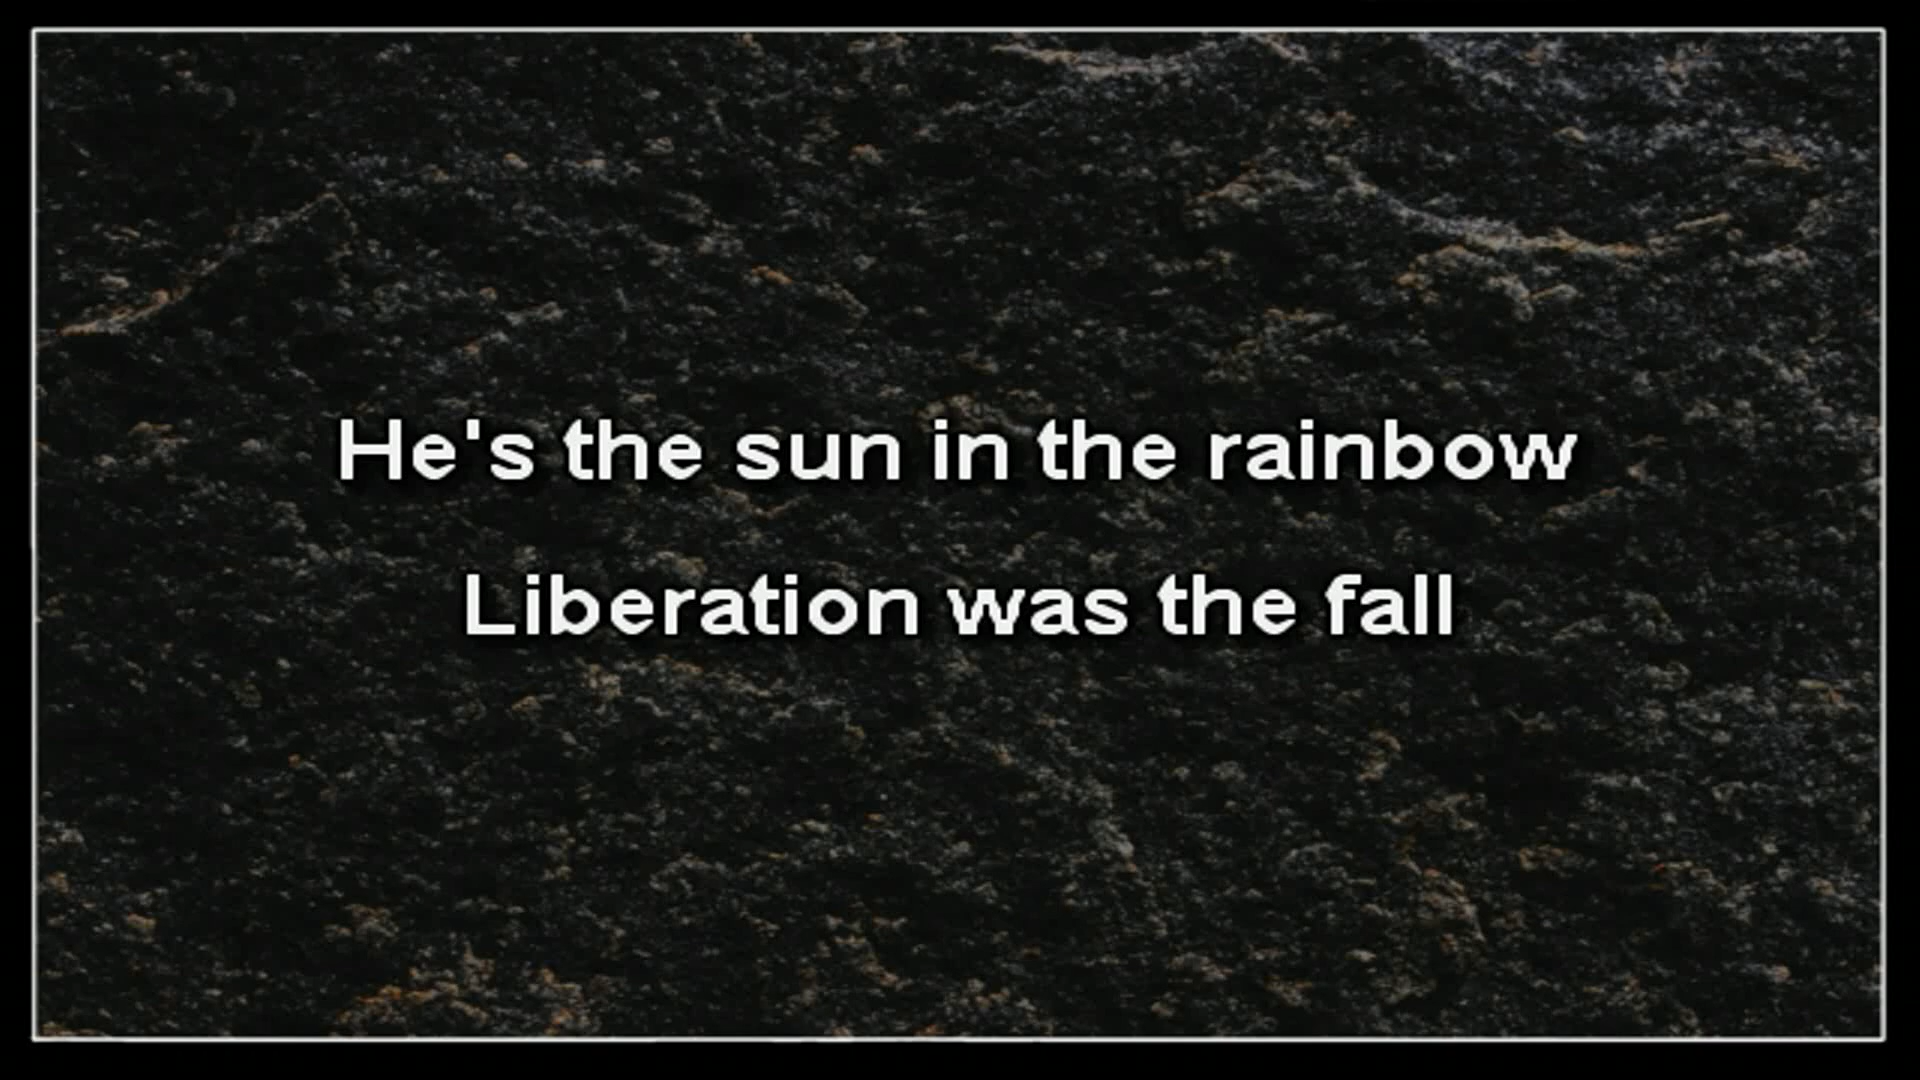 He's the sun in the rainbow
Liberation was the fall